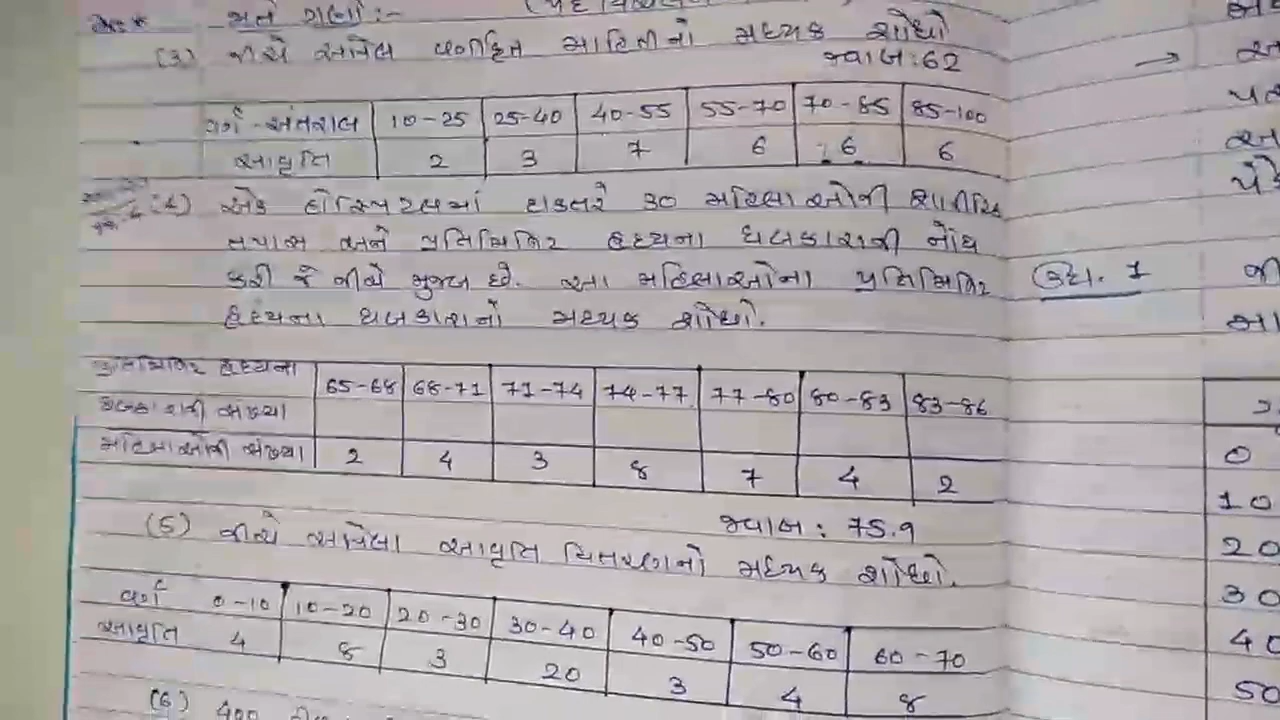 (3) નીચે આપેલ વર્ગીકૃત માહિતીનો મધ્યક શોધો
જવાબ : 62
વર્ગ-અંતરાલ 10-25 25-40 40-55 55-70 70-85 85-100
આવૃત્તિ 2 3 7 6 6 6
(4) એક હોસ્પિટલમાં ડાકટરે 30 મહિલાઓની શારીરિક
તપાસ અને પ્રતિમિનિટ હૃદયના ધબકારાની નોંધ
કરી જે નીચે મુજબ છે. આ મહિલાઓના પ્રતિમિનિટ
હૃદયના ધબકારાનો મધ્યક શોધો.
પ્રતિમિનિટ હૃદયના
ધબકારાની સંખ્યા 65-68 68-71 71-74 74-77 77-80 80-83 83-86
મહિલાઓની સંખ્યા 2 4 3 8 7 4 2
જવાબ : 75.9
(5) નીચે આપેલા આવૃત્તિ વિતરણનો મધ્યક શોધો.
વર્ગ 0-10 10-20 20-30 30-40 40-50 50-60 60-70
આવૃત્તિ 4 8 3 20 3 4 8
(6) 400
ઉદા. 1
0
10
20
30
40
50